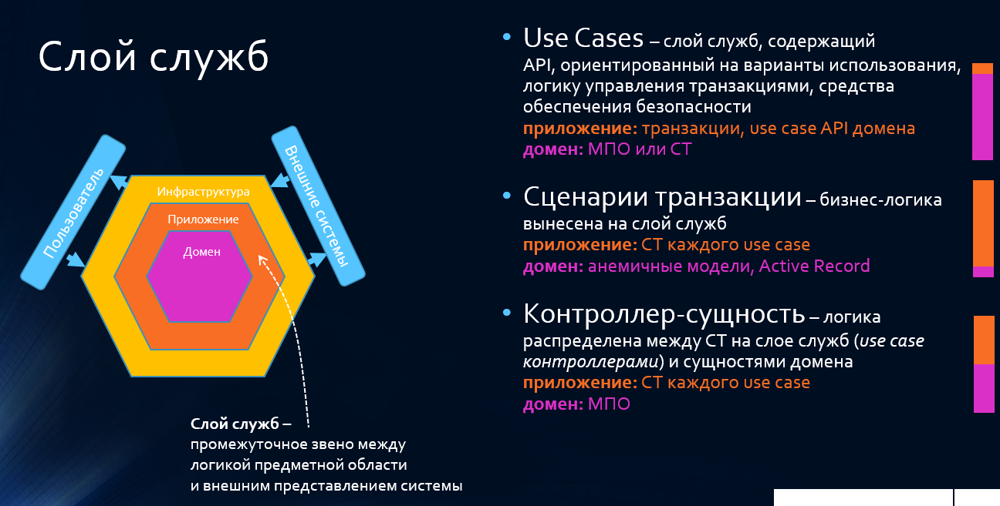 Слой служб
Пользователь
Внешние системы
Инфраструктура
Приложение
Домен
Слой служб –
промежуточное звено между
логикой предметной области
и внешним представлением системы
• Use Cases – слой служб, содержащий
API, ориентированный на варианты использования,
логику управления транзакциями, средства
обеспечения безопасности
приложение: транзакции, use case API домена
домен: МПО или СТ
• Сценарии транзакции – бизнес-логика
вынесена на слой служб
приложение: СТ каждого use case
домен: анемичные модели, Active Record
• Контроллер-сущность – логика
распределена между СТ на слое служб (use case
контроллерами) и сущностями домена
приложение: СТ каждого use case
домен: МПО